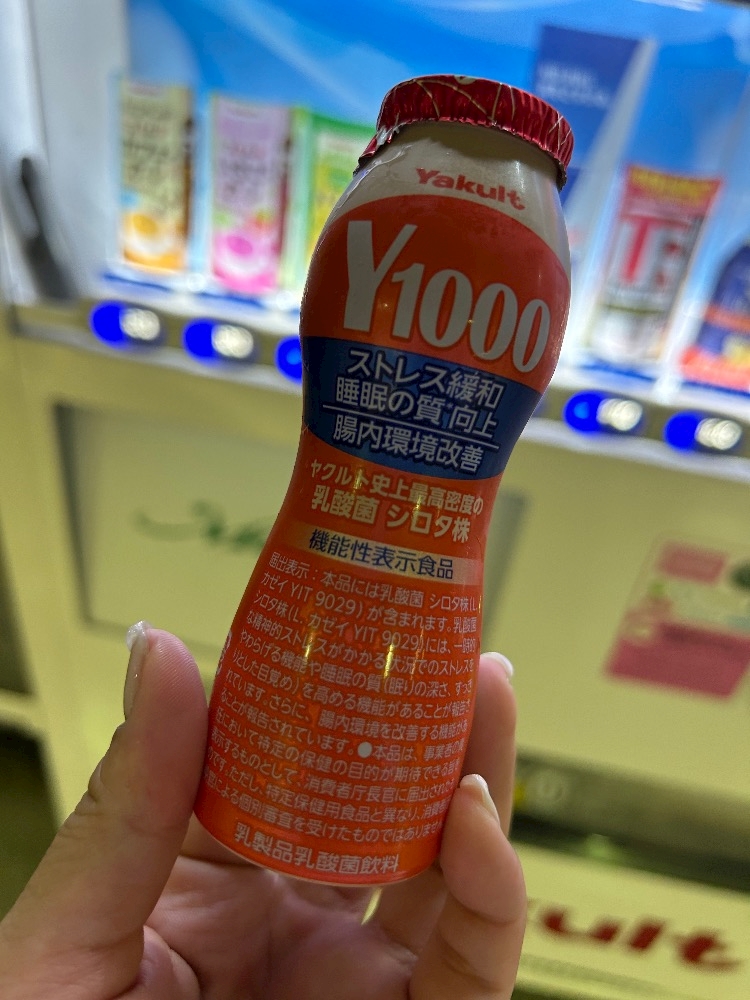 Yakult
Y1000
ストレス緩和
睡眠の質向上
腸内環境改善
ヤクルト史上最高密度の
乳酸菌 シロタ株
機能性表示食品
届出表示:本品には乳酸菌 シロタ株(L.
カゼイ YIT 9029)が含まれます。乳酸菌
シロタ株(L. カゼイ YIT 9029)には、一時的
な精神的ストレスがかかる状況でのストレスを
やわらげる機能や睡眠の質(眠りの深さ、すっき
りとした目覚め)を高める機能があることが報告さ
れています。さらに、腸内環境を改善する機能があ
ることが報告されています。●本品は、事業者の
において特定の保健の目的が期待できる
表示するものとして、消費者庁長官に届出された
です。ただし、特定保健用食品と異なり、消費者
による個別審査を受けたものではありませ
乳製品乳酸菌飲料
ult